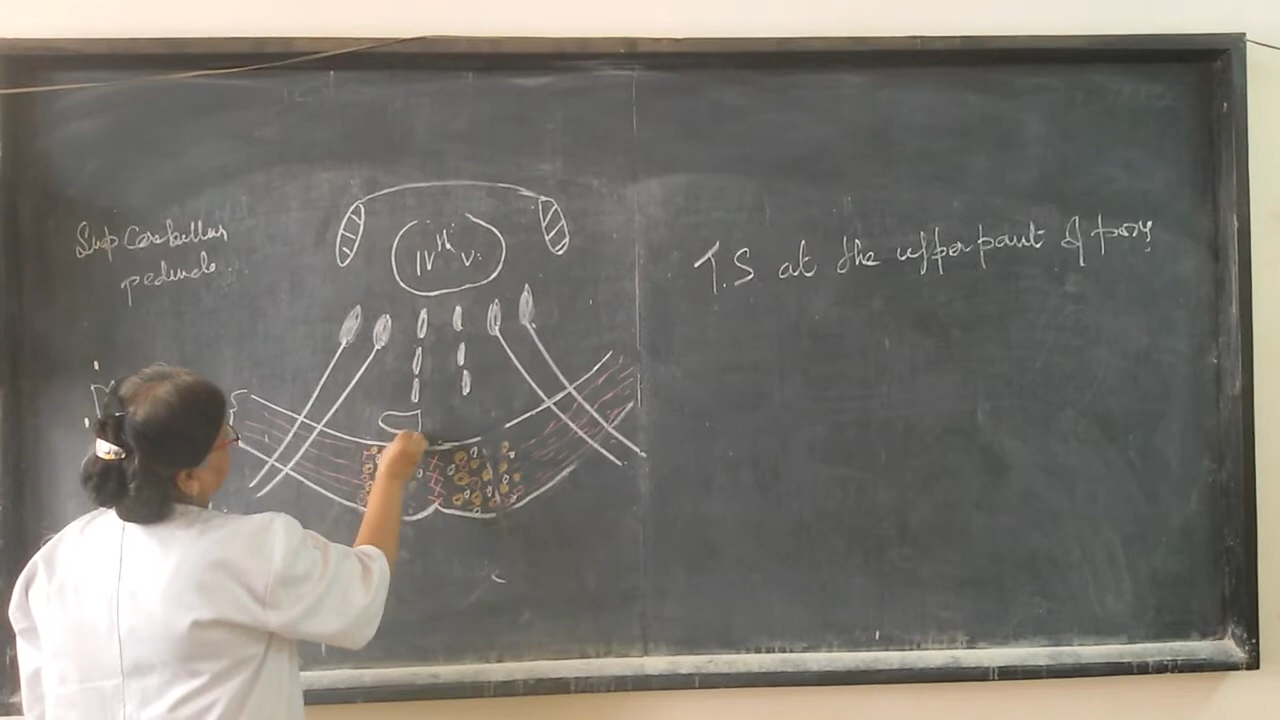 Sup Cerebellar
peduncle
IVth V.
T.S at the upper part of pons